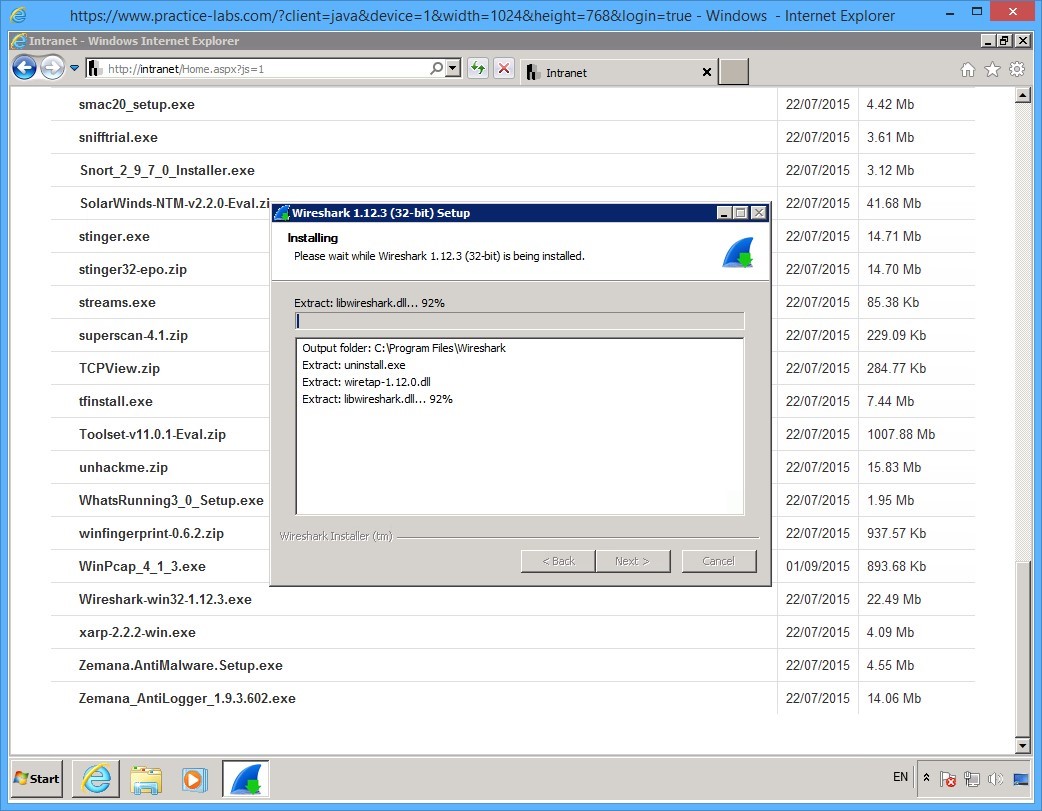 https://www.practice-labs.com/?client=java&device=1&width=1024&height=768&login=true - Windows - Internet Explorer
Intranet - Windows Internet Explorer
http://intranet/Home.aspx?js=1
Intranet
smac20_setup.exe 22/07/2015 4.42 Mb
snifftrial.exe 22/07/2015 3.61 Mb
Snort_2_9_7_0_Installer.exe 22/07/2015 3.12 Mb
SolarWinds-NTM-v2.2.0-Eval.zi 22/07/2015 41.68 Mb
stinger.exe 22/07/2015 14.71 Mb
stinger32-epo.zip 22/07/2015 14.70 Mb
streams.exe 22/07/2015 85.38 Kb
superscan-4.1.zip 22/07/2015 229.09 Kb
TCPView.zip 22/07/2015 284.77 Kb
tfinstall.exe 22/07/2015 7.44 Mb
Toolset-v11.0.1-Eval.zip 22/07/2015 1007.88 Mb
unhackme.zip 22/07/2015 15.83 Mb
WhatsRunning3_0_Setup.exe 22/07/2015 1.95 Mb
winfingerprint-0.6.2.zip 22/07/2015 937.57 Kb
WinPcap_4_1_3.exe 01/09/2015 893.68 Kb
Wireshark-win32-1.12.3.exe 22/07/2015 22.49 Mb
xarp-2.2.2-win.exe 22/07/2015 4.09 Mb
Zemana.AntiMalware.Setup.exe 22/07/2015 4.55 Mb
Zemana_AntiLogger_1.9.3.602.exe 22/07/2015 14.06 Mb
Wireshark 1.12.3 (32-bit) Setup
Installing
Please wait while Wireshark 1.12.3 (32-bit) is being installed.
Extract: libwireshark.dll... 92%
Output folder: C:\Program Files\Wireshark
Extract: uninstall.exe
Extract: wiretap-1.12.0.dll
Extract: libwireshark.dll... 92%
Wireshark Installer (tm)
< Back
Next >
Cancel
Start
EN